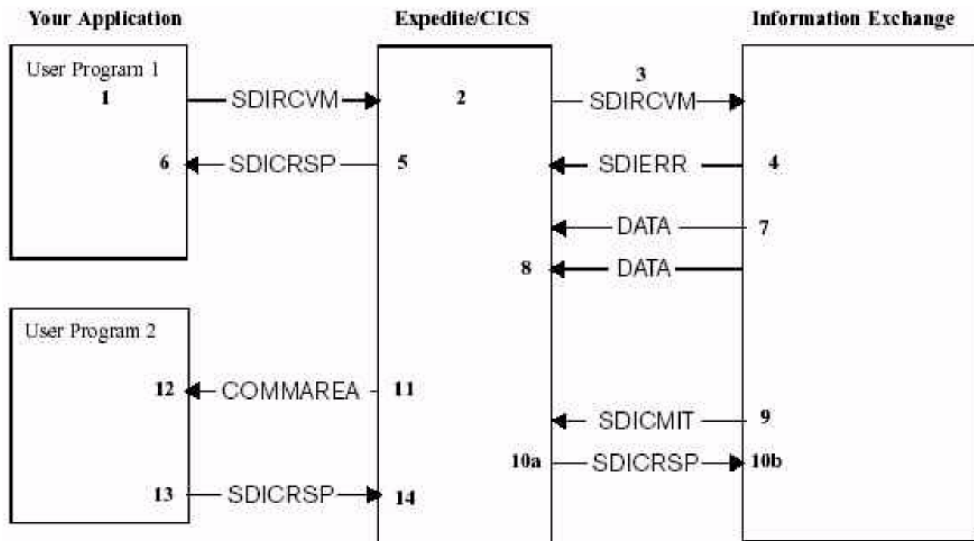 Your Application Expedite/CICS Information Exchange
User Program 1
3
1 SDIRCVM 2 SDIRCVM
6 SDICRSP 5 SDIERR 4
DATA 7
8 DATA
User Program 2
12 COMMAREA 11
SDICMIT 9
10a SDICRSP 10b
13 SDICRSP 14